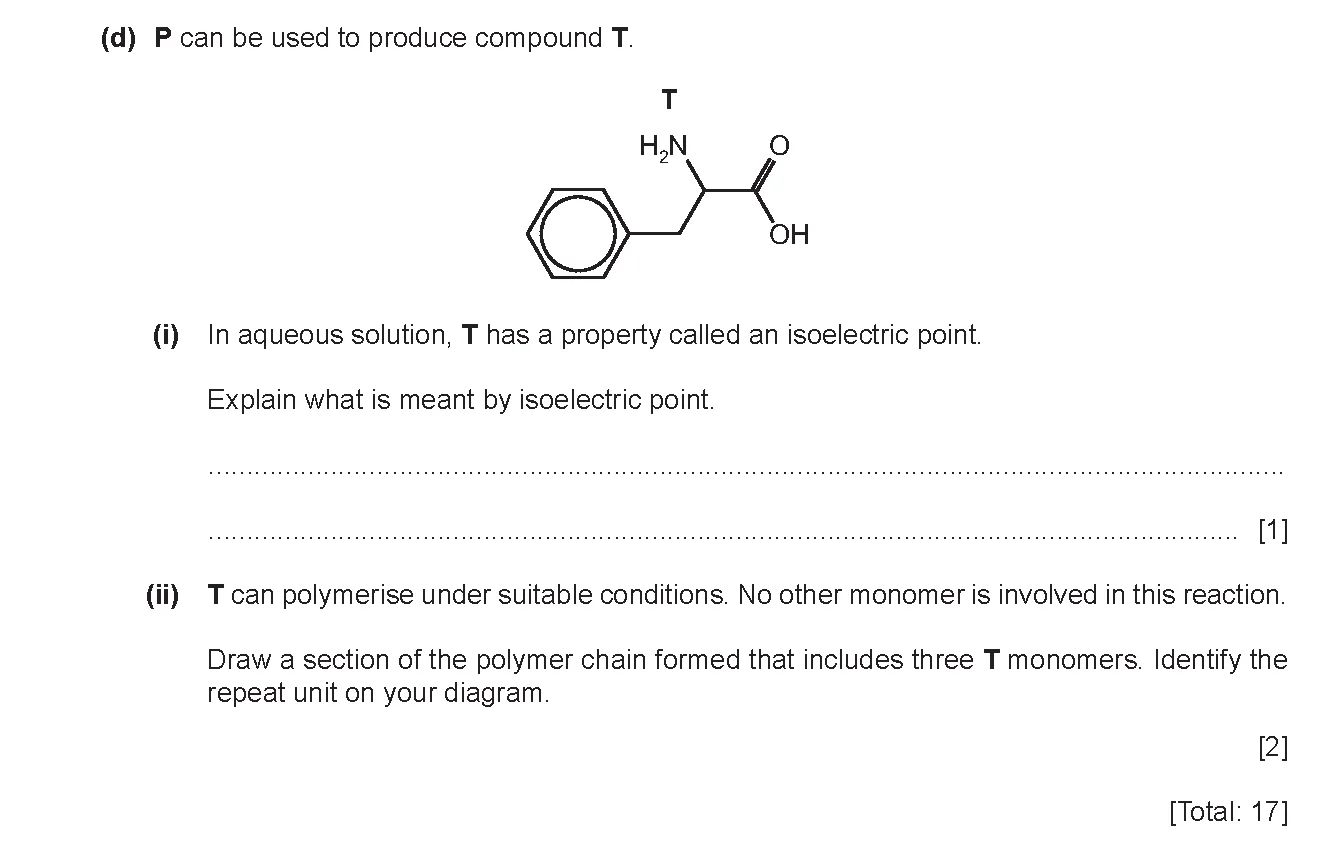 (d) P can be used to produce compound T.
T
H₂N
O
OH
(i) In aqueous solution, T has a property called an isoelectric point.
Explain what is meant by isoelectric point.
..........................................................................................................................................
.................................................................................................................................... [1]
(ii) T can polymerise under suitable conditions. No other monomer is involved in this reaction.
Draw a section of the polymer chain formed that includes three T monomers. Identify the
repeat unit on your diagram.
[2]
[Total: 17]